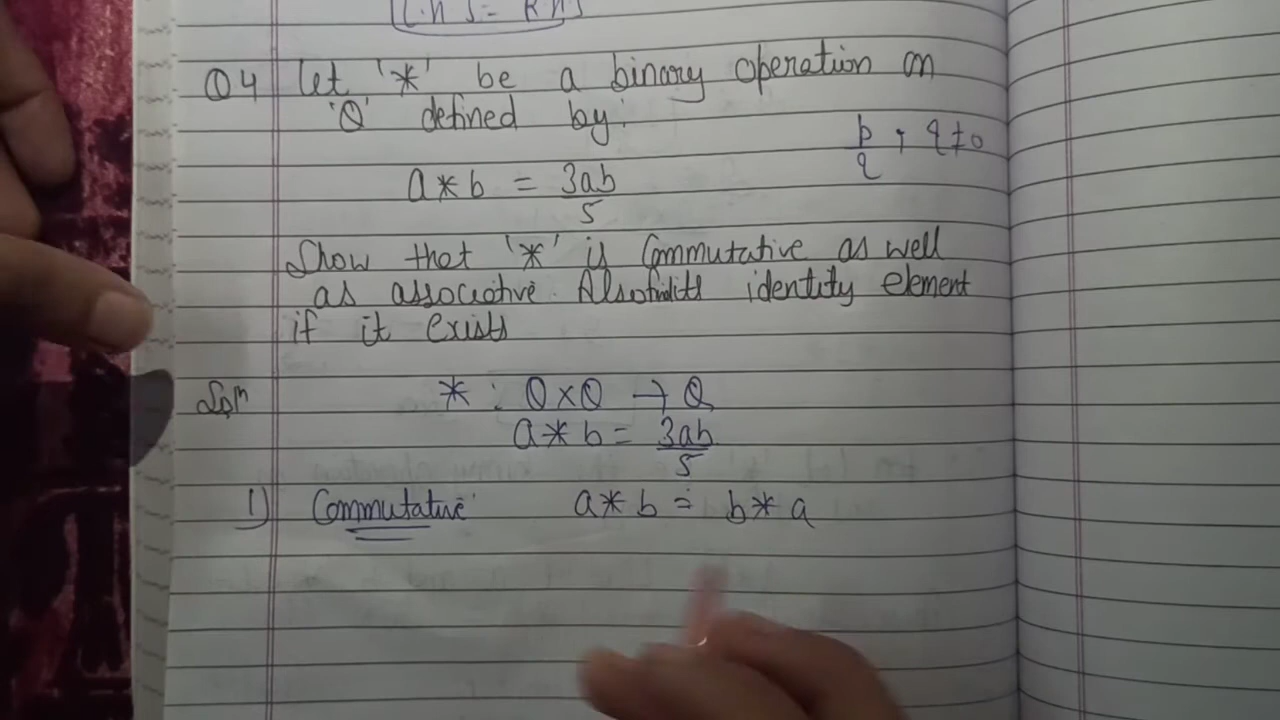 L.H.S = R.H.S
Q4 Let '*' be a binary operation on
'Q' defined by:
p/q , q≠0
a * b = 3ab/5
Show that '*' is Commutative as well
as associative. Also find its identity element
if it exists
Soln * : Q×Q → Q
a * b = 3ab/5
1) Commutative a * b = b * a